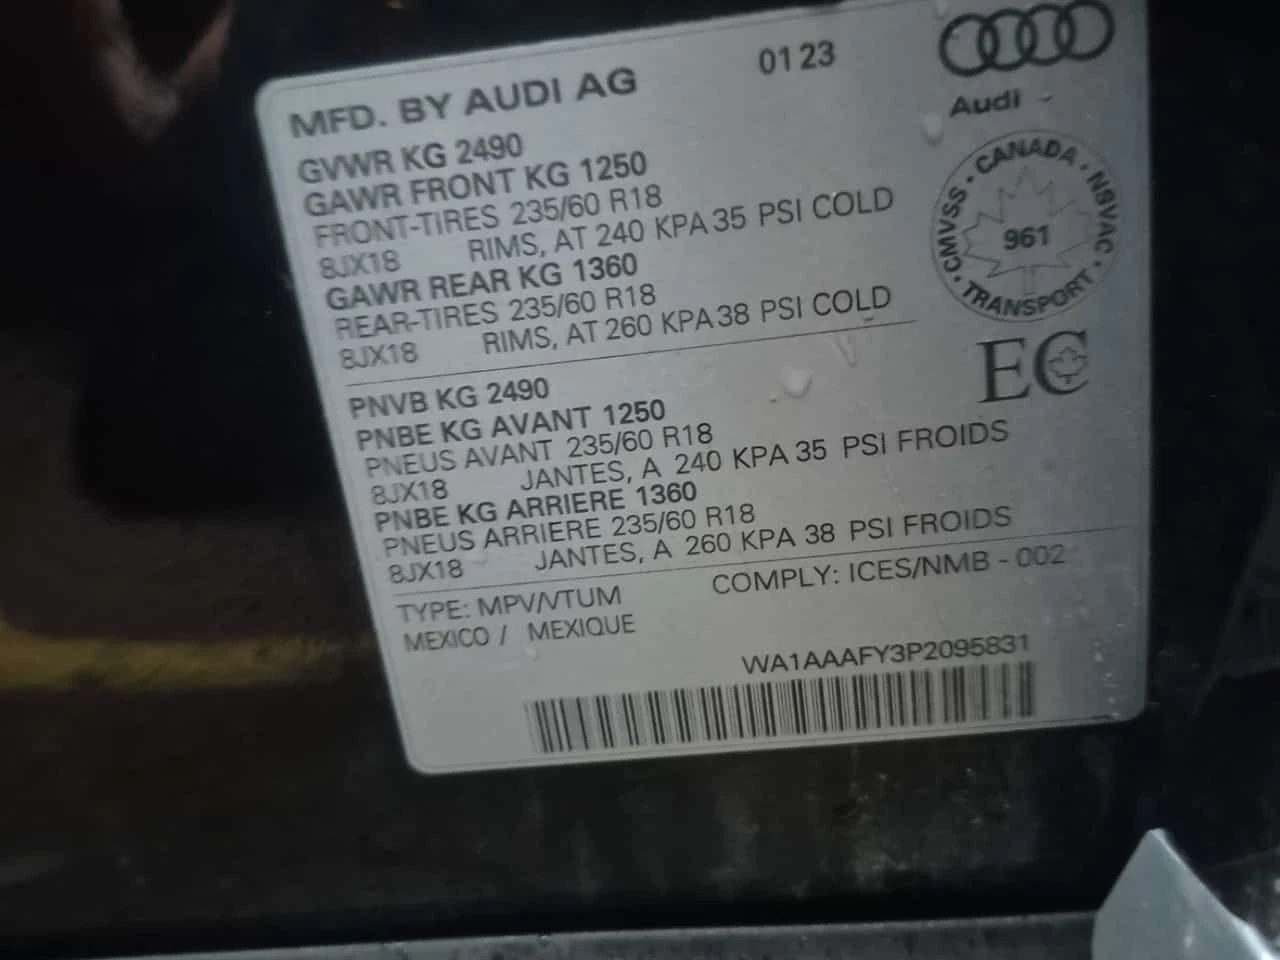 MFD. BY AUDI AG 0123
Audi
GVWR KG 2490
GAWR FRONT KG 1250
FRONT-TIRES 235/60 R18
8JX18 RIMS, AT 240 KPA 35 PSI COLD
GAWR REAR KG 1360
REAR-TIRES 235/60 R18
8JX18 RIMS, AT 260 KPA 38 PSI COLD
CMVSS · CANADA · NSVAC · TRANSPORT ·
961
EC
PNVB KG 2490
PNBE KG AVANT 1250
PNEUS AVANT 235/60 R18
8JX18 JANTES, A 240 KPA 35 PSI FROIDS
PNBE KG ARRIERE 1360
PNEUS ARRIERE 235/60 R18
8JX18 JANTES, A 260 KPA 38 PSI FROIDS
TYPE: MPV/VTUM COMPLY: ICES/NMB - 002
MEXICO / MEXIQUE
WA1AAAFY3P2095831